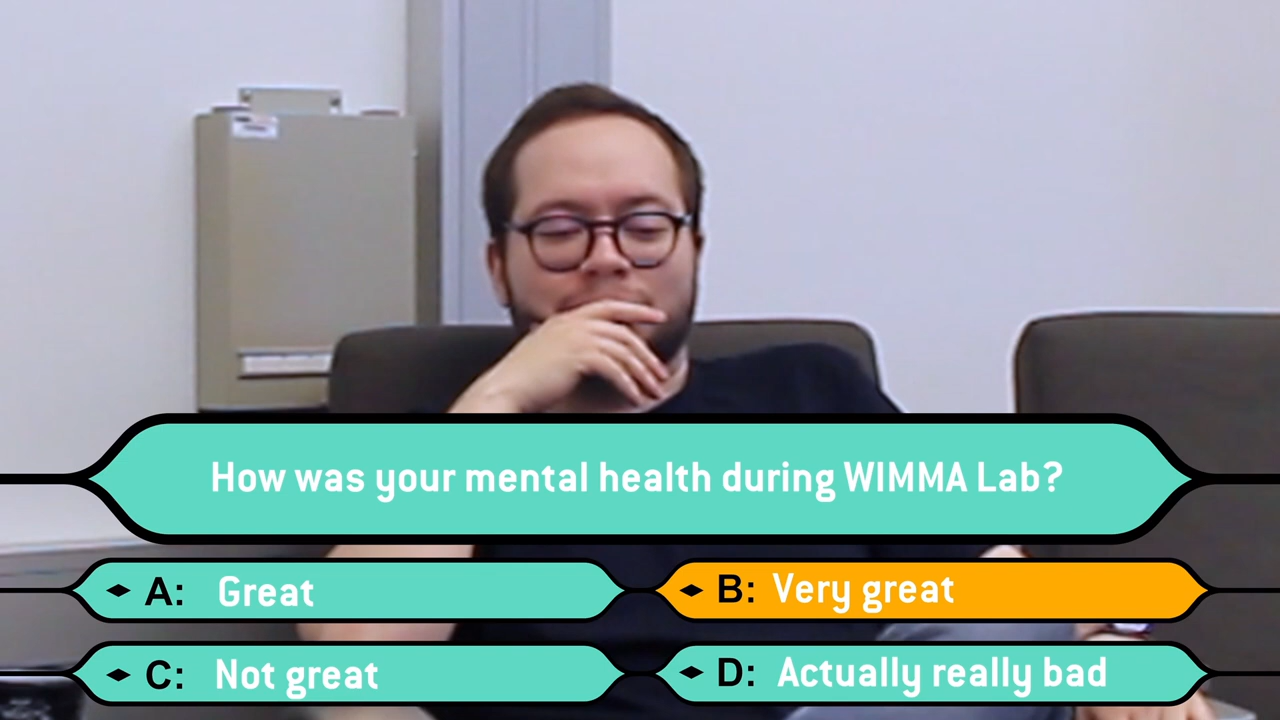 How was your mental health during WIMMA Lab?
A: Great
B: Very great
C: Not great
D: Actually really bad